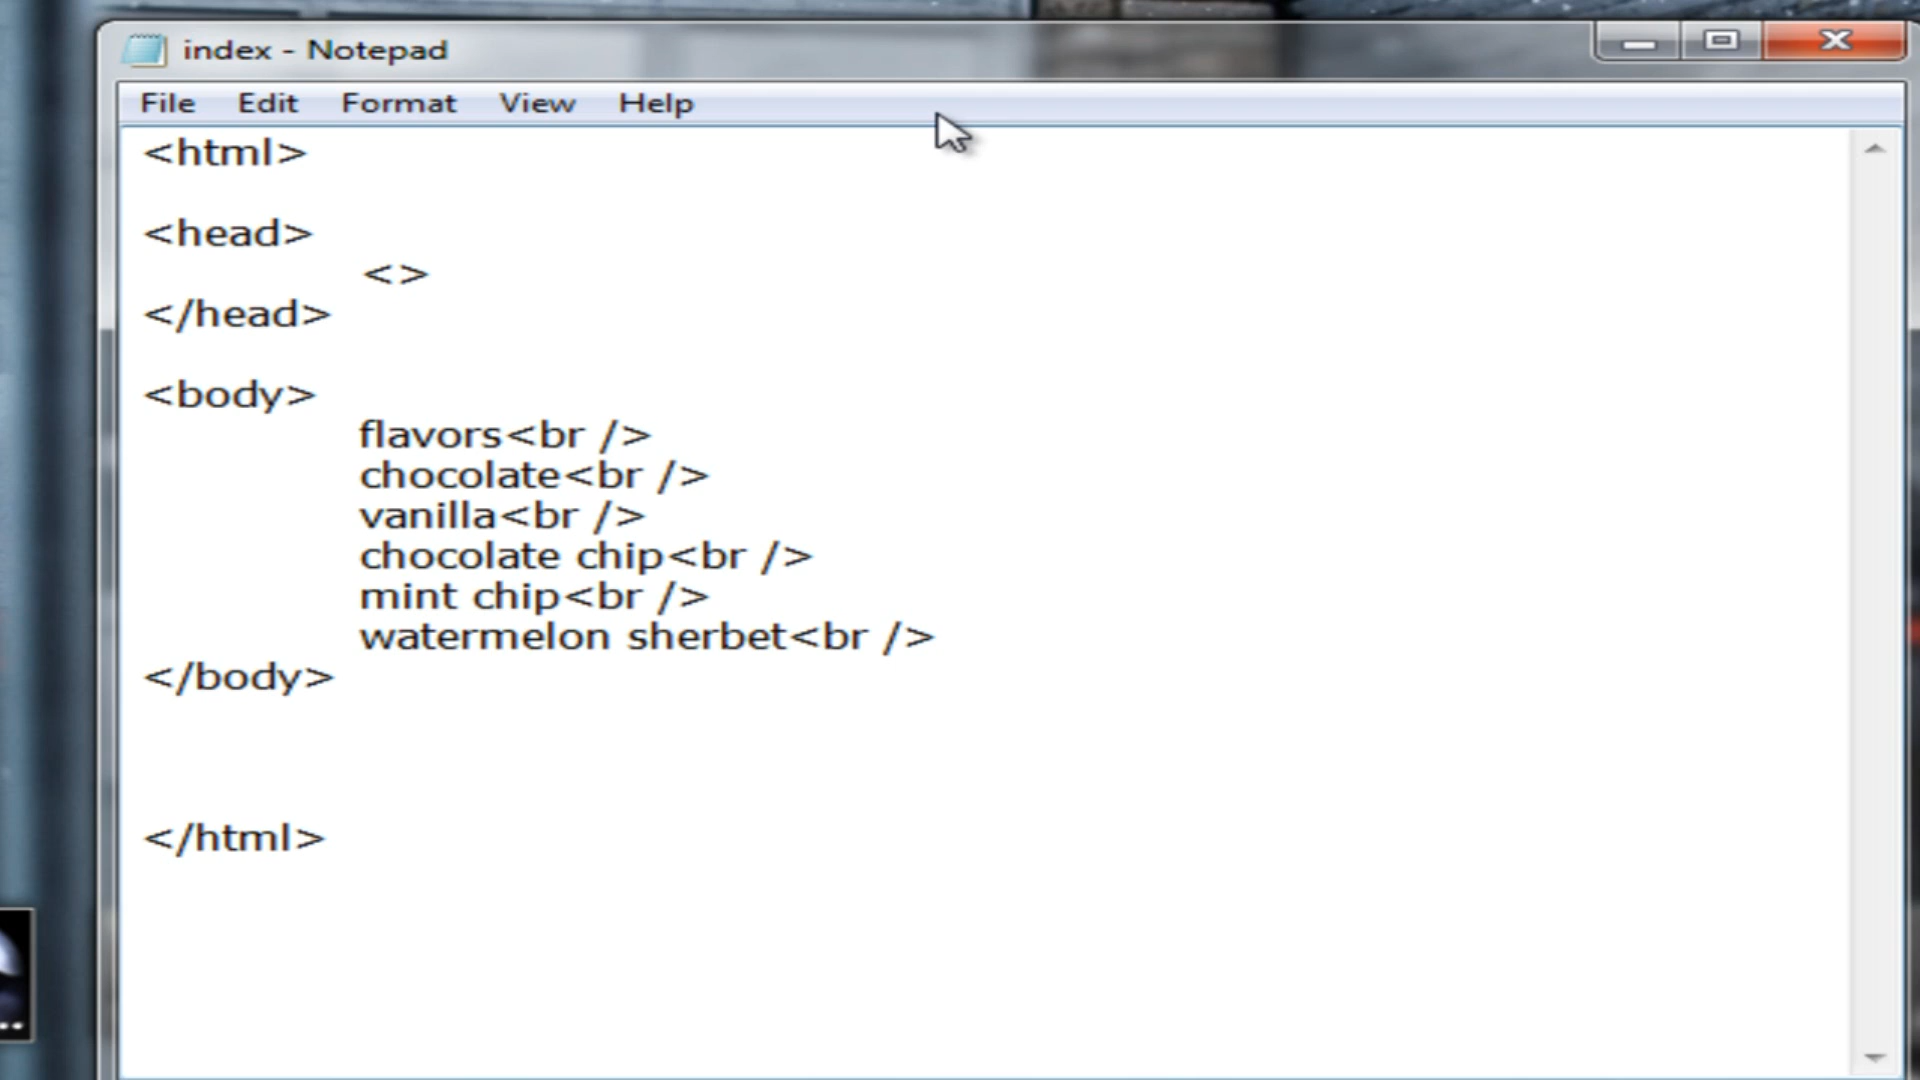 index - Notepad
File Edit Format View Help
<html>
<head>
<>
</head>
<body>
flavors<br />
chocolate<br />
vanilla<br />
chocolate chip<br />
mint chip<br />
watermelon sherbet<br />
</body>
</html>